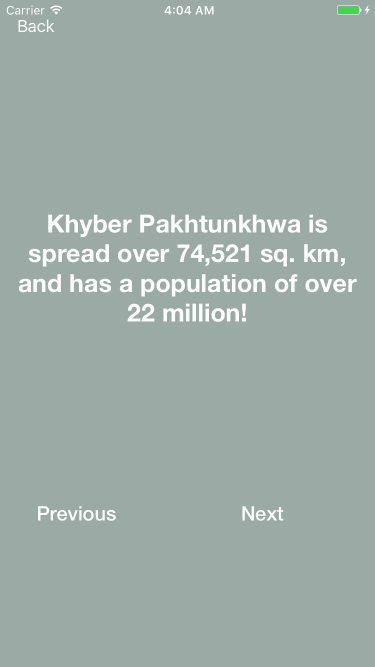 Carrier 4:04 AM
Back
Khyber Pakhtunkhwa is
spread over 74,521 sq. km,
and has a population of over
22 million!
Previous Next